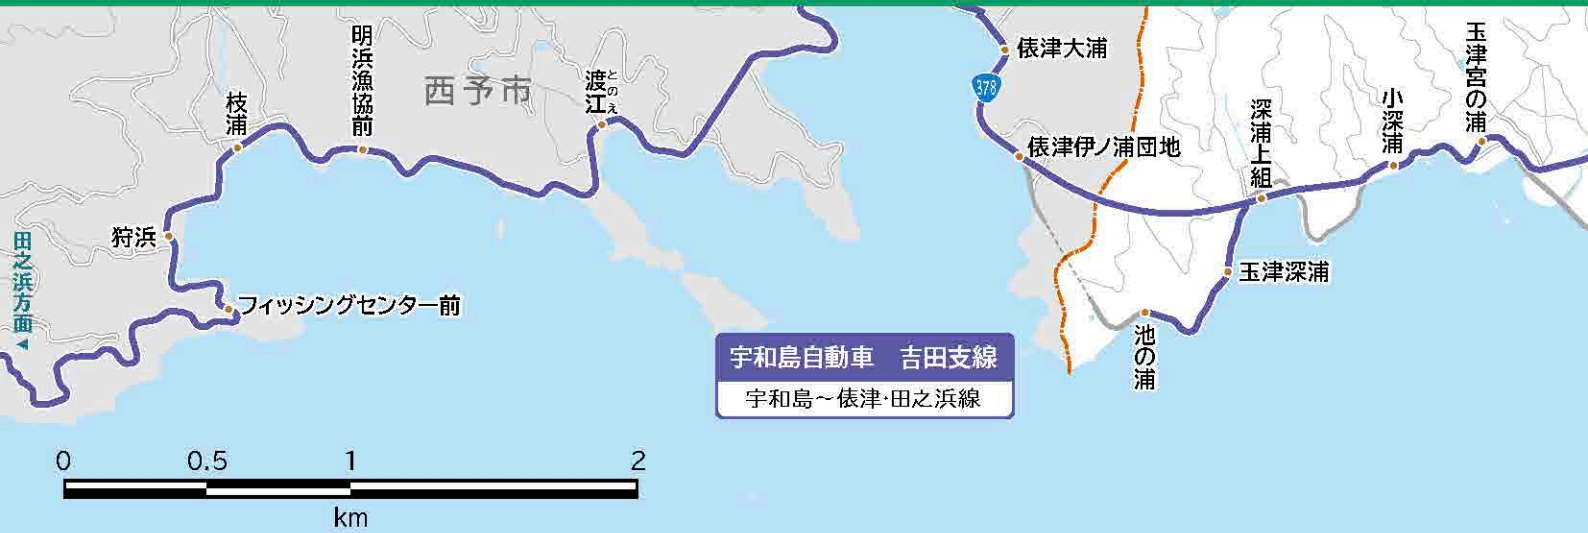 明浜漁協前
西予市
渡江
とのえ
枝浦
狩浜
田之浜方面
フィッシングセンター前
俵津大浦
378
俵津伊ノ浦団地
深浦上組
小深浦
玉津宮の浦
玉津深浦
池の浦
宇和島自動車 吉田支線
宇和島~俵津・田之浜線
0 0.5 1 2
km